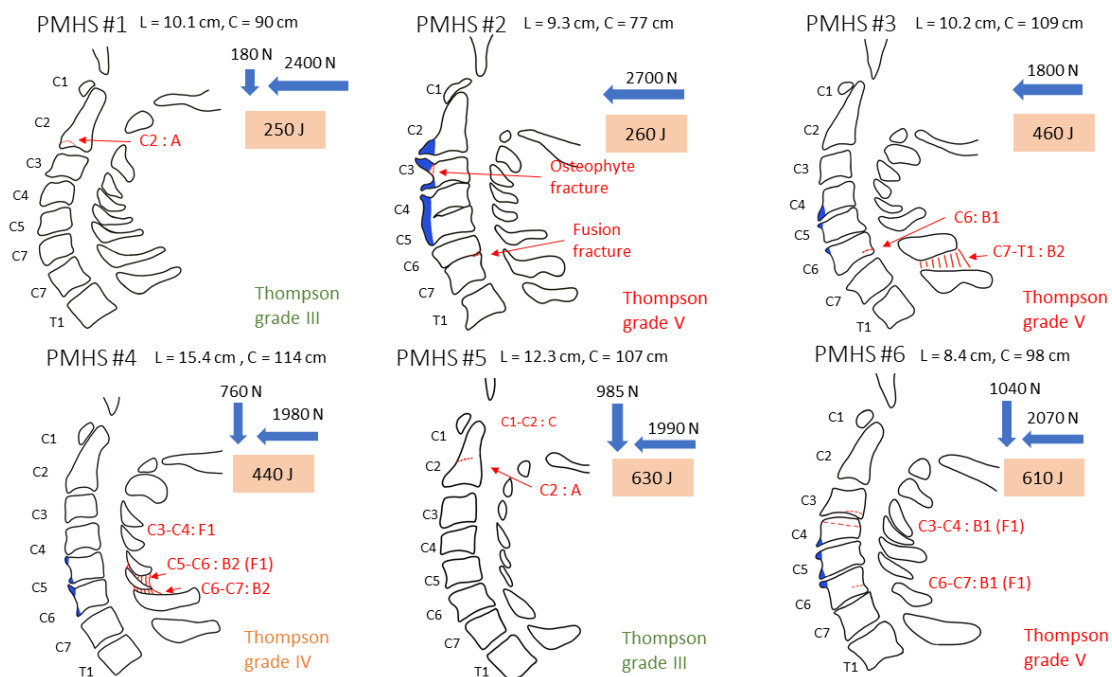 PMHS #1 L = 10.1 cm, C = 90 cm
180 N
2400N
250 J
C1
C2
C2 : A
C3
C4
C5
C7
C7
T1
Thompson
grade III
PMHS #2 L = 9.3 cm, C = 77 cm
2700 N
260 J
C1
C2
C3
Osteophyte
fracture
C4
C5
Fusion
fracture
C6
C7
T1
Thompson
grade V
PMHS #3 L = 10.2 cm, C = 109 cm
1800 N
460 J
C1
C2
C3
C4
C5
C6: B1
C6
C7-T1 : B2
C7
T1
Thompson
grade V
PMHS #4 L = 15.4 cm , C = 114 cm
760 N
1980 N
440 J
C1
C2
C3
C3-C4: F1
C4
C5-C6 : B2 (F1)
C5
C6-C7: B2
C6
C7
T1
Thompson
grade IV
PMHS #5 L = 12.3 cm, C = 107 cm
985 N
1990 N
630 J
C1
C1-C2 : C
C2
C2 : A
C3
C4
C5
C6
C7
T1
Thompson
grade III
PMHS #6 L = 8.4 cm, C = 98 cm
1040 N
2070 N
610 J
C1
C2
C3
C3-C4: B1 (F1)
C4
C5
C6-C7: B1 (F1)
C6
C7
T1
Thompson
grade V